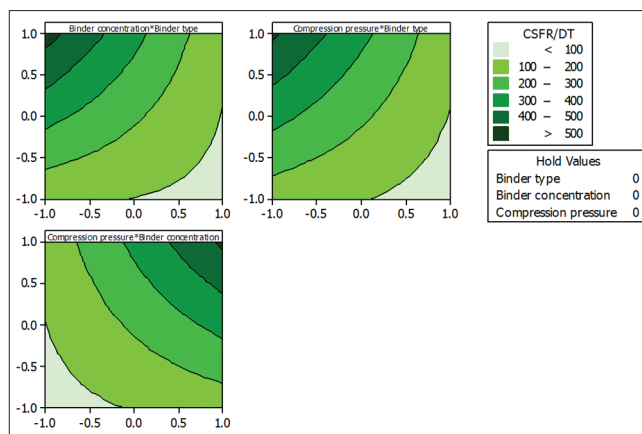 Binder concentration*Binder type
1.0
0.5
0.0
-0.5
-1.0
-1.0 -0.5 0.0 0.5 1.0
Compression pressure*Binder type
1.0
0.5
0.0
-0.5
-1.0
-1.0 -0.5 0.0 0.5 1.0
Compression pressure*Binder concentration
1.0
0.5
0.0
-0.5
-1.0
-1.0 -0.5 0.0 0.5 1.0
CSFR/DT
< 100
100 – 200
200 – 300
300 – 400
400 – 500
> 500
Hold Values
Binder type 0
Binder concentration 0
Compression pressure 0